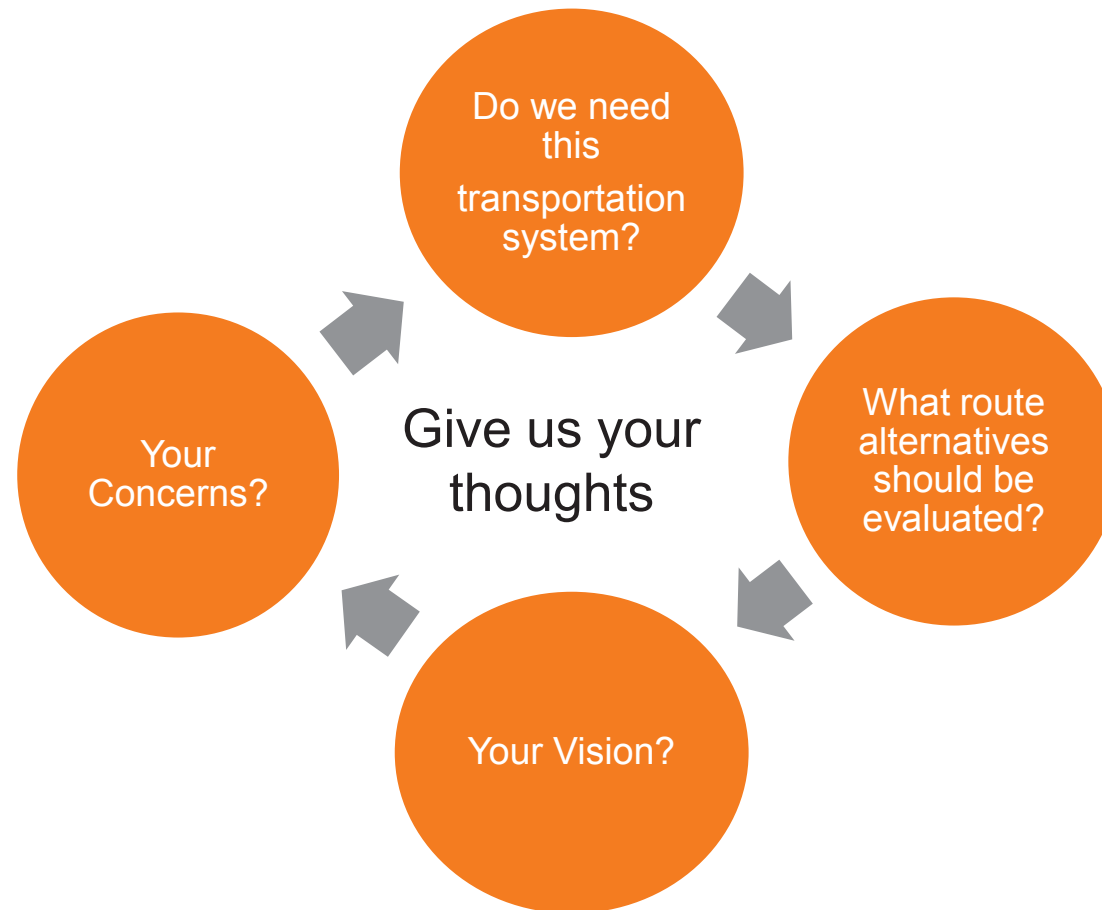 Do we need
this
transportation
system?
What route
alternatives
should be
evaluated?
Your Vision?
Your
Concerns?
Give us your
thoughts